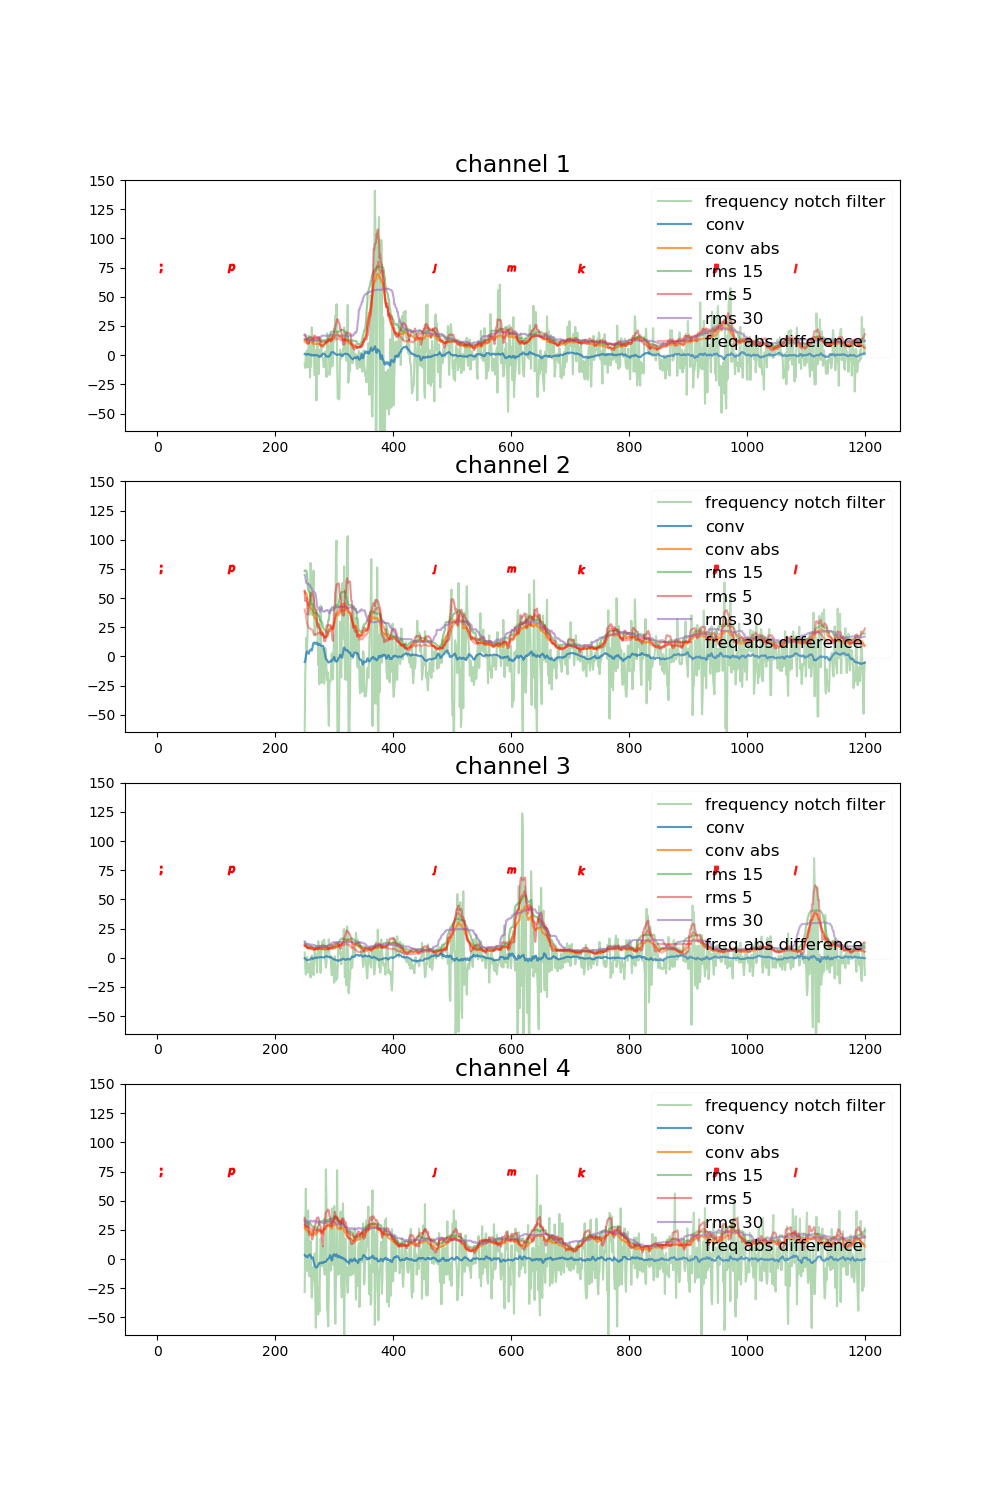 channel 1
150
125
100
75
50
25
0
−25
−50
; p j m k l
frequency notch filter
conv
conv abs
rms 15
rms 5
rms 30
freq abs difference
0 200 400 600 800 1000 1200
channel 2
150
125
100
75
50
25
0
−25
−50
; p j m k l
frequency notch filter
conv
conv abs
rms 15
rms 5
rms 30
freq abs difference
0 200 400 600 800 1000 1200
channel 3
150
125
100
75
50
25
0
−25
−50
; p j m k l
frequency notch filter
conv
conv abs
rms 15
rms 5
rms 30
freq abs difference
0 200 400 600 800 1000 1200
channel 4
150
125
100
75
50
25
0
−25
−50
; p j m k l
frequency notch filter
conv
conv abs
rms 15
rms 5
rms 30
freq abs difference
0 200 400 600 800 1000 1200